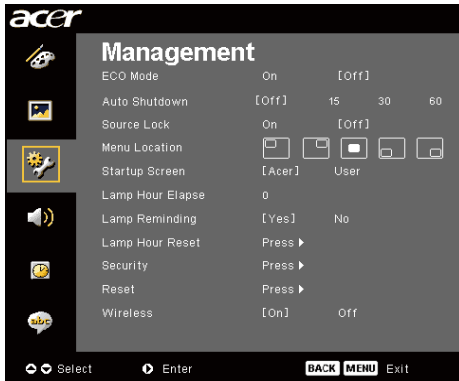 acer
Management
ECO Mode On [Off]
Auto Shutdown [Off] 15 30 60
Source Lock On [Off]
Menu Location
Startup Screen [Acer] User
Lamp Hour Elapse 0
Lamp Reminding [Yes] No
Lamp Hour Reset Press
Security Press
Reset Press
Wireless [On] Off
abc
Select Enter BACK MENU Exit